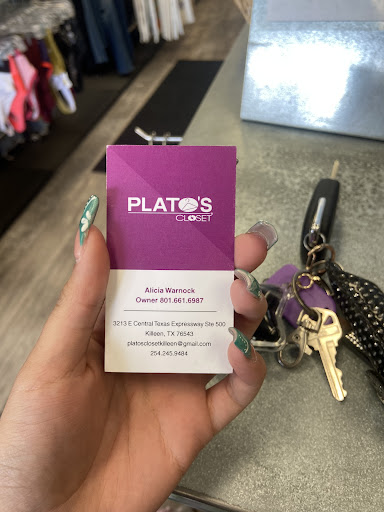 PLATO'S
CLOSET
Alicia Warnock
Owner 801.661.6987
3213 E Central Texas Expressway Ste 500
Killeen, TX 76543
platosclosetkilleen@gmail.com
254.245.9484